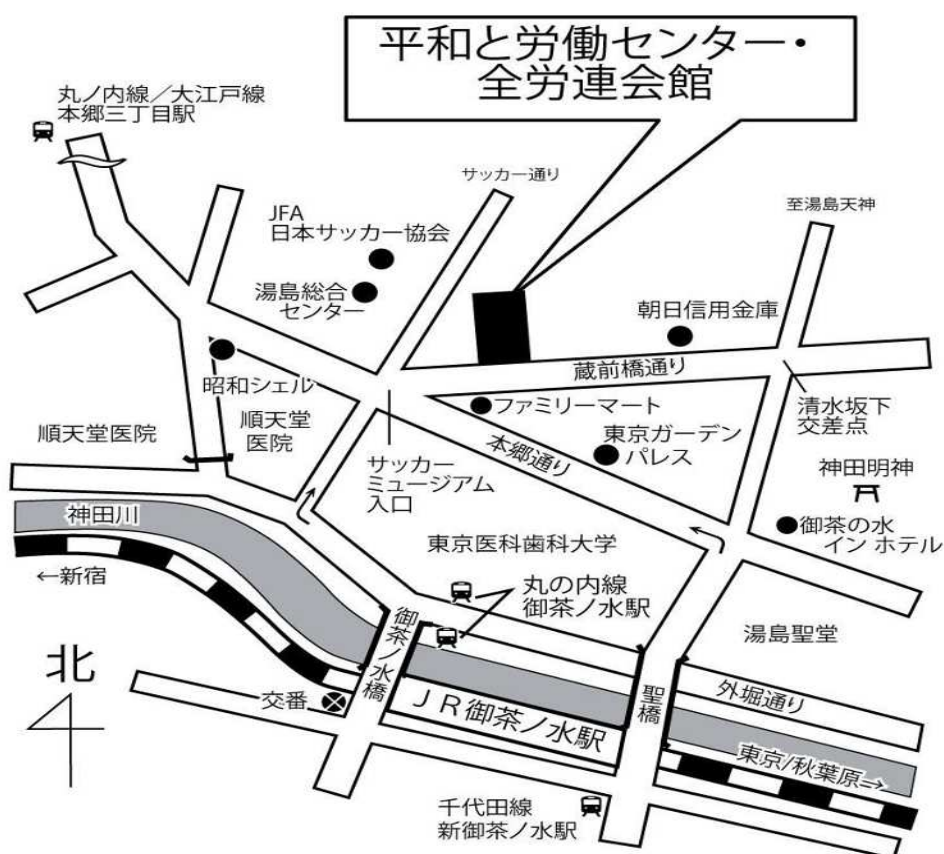 平和と労働センター・
全労連会館
丸ノ内線／大江戸線
本郷三丁目駅
サッカー通り
至湯島天神
JFA
日本サッカー協会
湯島総合
センター
朝日信用金庫
蔵前橋通り
昭和シェル
ファミリーマート
清水坂下
交差点
順天堂医院
順天堂
医院
本郷通り
東京ガーデン
パレス
サッカー
ミュージアム
入口
神田明神
神田川
東京医科歯科大学
御茶の水
イン ホテル
←新宿
丸の内線
御茶ノ水駅
御茶ノ水橋
湯島聖堂
北
交番
ＪＲ御茶ノ水駅
聖橋
外堀通り
東京/秋葉原→
千代田線
新御茶ノ水駅